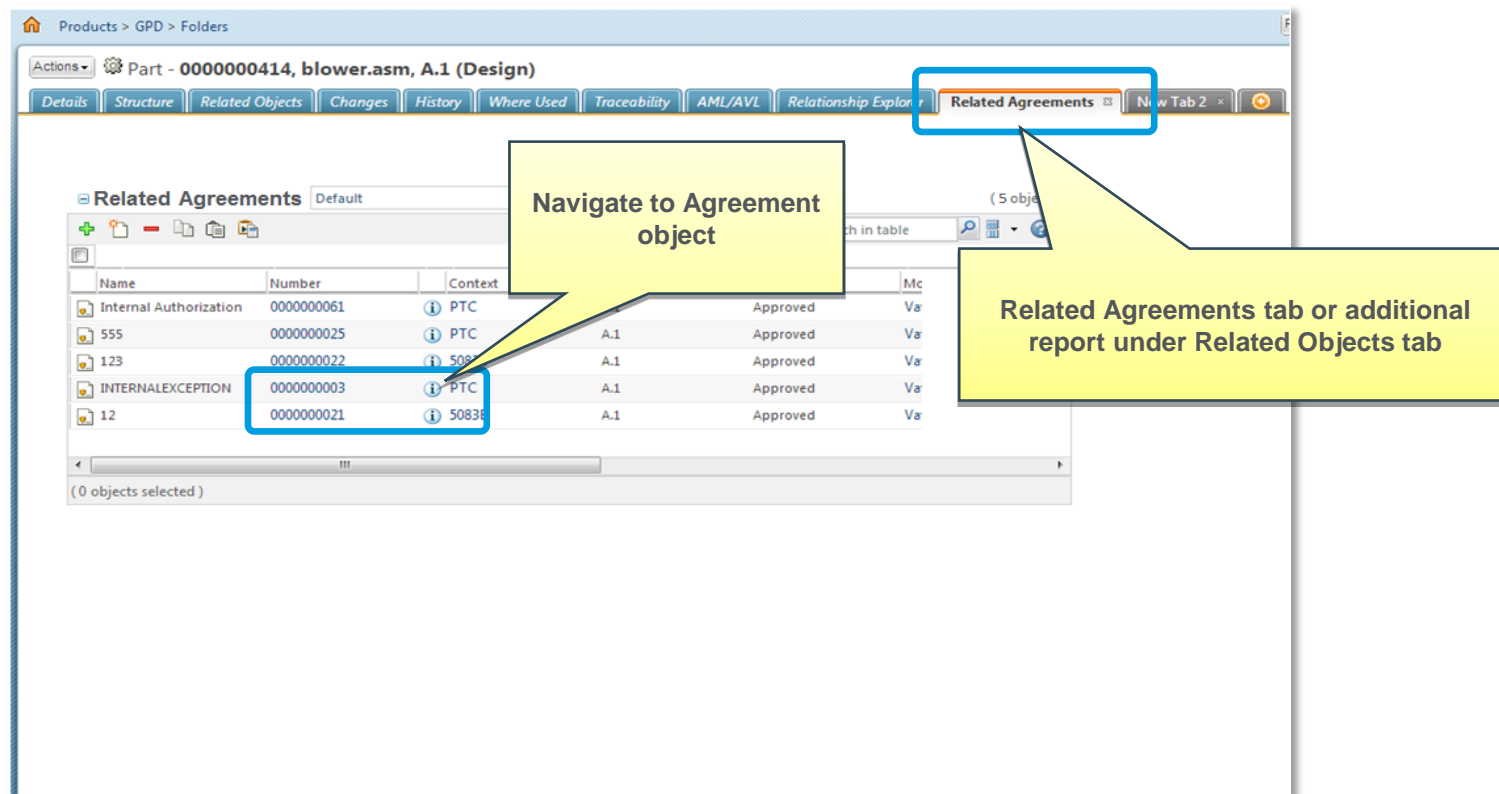 Products > GPD > Folders
Actions Part - 0000000414, blower.asm, A.1 (Design)
Details Structure Related Objects Changes History Where Used Traceability AML/AVL Relationship Related Agreements New Tab 2
Related Agreements Default
Navigate to Agreement
object
( 5
in table
Name Number Context
Internal Authorization 0000000061 PTC Approved
555 0000000025 PTC A.1 Approved
123 0000000022 A.1 Approved
INTERNALEXCEPTION 0000000003 PTC A.1 Approved
12 0000000021 A.1 Approved
( 0 objects selected )
Related Agreements tab or additional
report under Related Objects tab